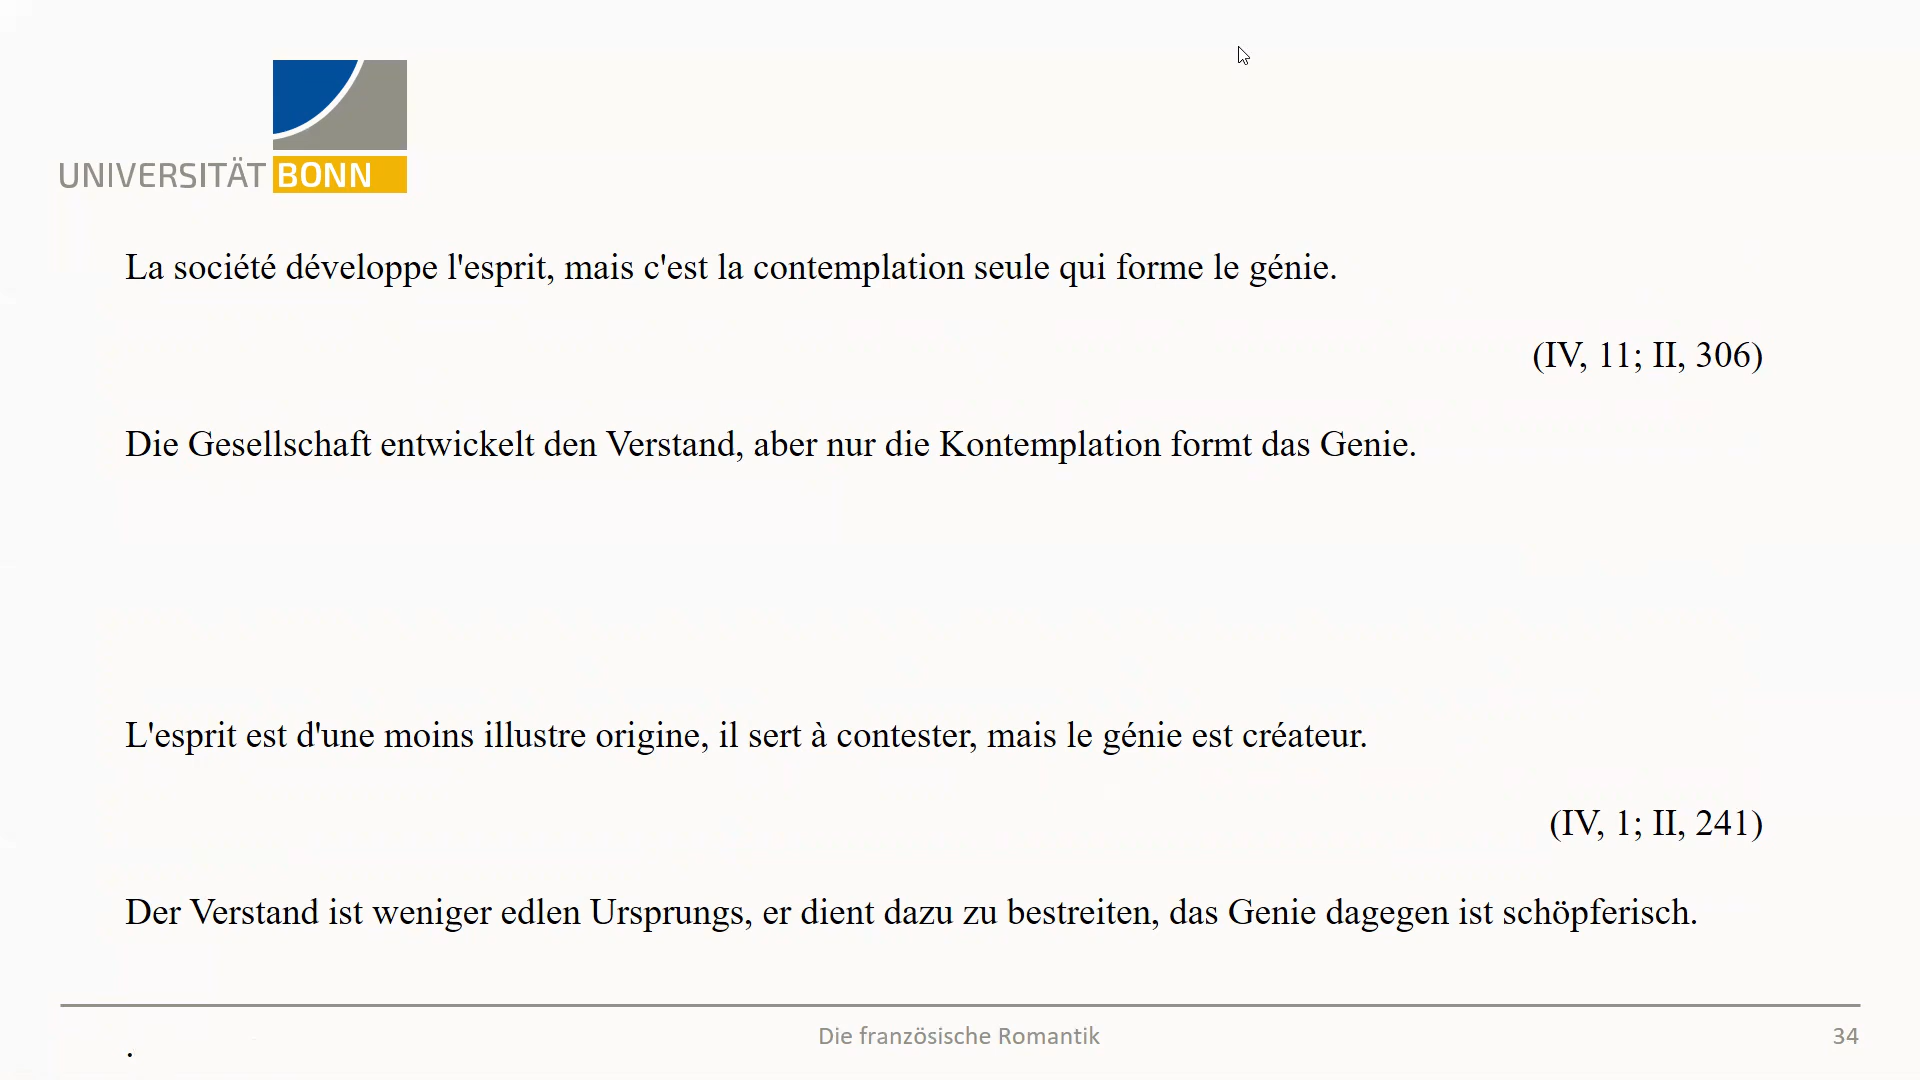 UNIVERSITÄT BONN
La société développe l'esprit, mais c'est la contemplation seule qui forme le génie.
(IV, 11; II, 306)
Die Gesellschaft entwickelt den Verstand, aber nur die Kontemplation formt das Genie.
L'esprit est d'une moins illustre origine, il sert à contester, mais le génie est créateur.
(IV, 1; II, 241)
Der Verstand ist weniger edlen Ursprungs, er dient dazu zu bestreiten, das Genie dagegen ist schöpferisch.
Die französische Romantik
34
.